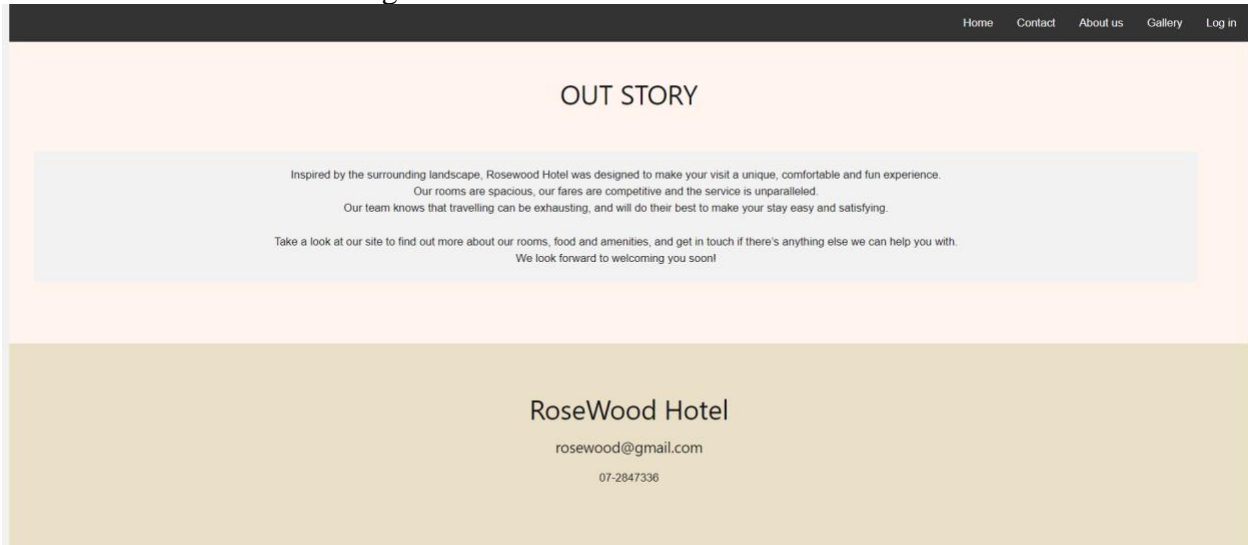 Home Contact About us Gallery Log in
OUT STORY
Inspired by the surrounding landscape, Rosewood Hotel was designed to make your visit a unique, comfortable and fun experience.
Our rooms are spacious, our fares are competitive and the service is unparalleled.
Our team knows that travelling can be exhausting, and will do their best to make your stay easy and satisfying.
Take a look at our site to find out more about our rooms, food and amenities, and get in touch if there's anything else we can help you with.
We look forward to welcoming you soon!
RoseWood Hotel
rosewood@gmail.com
07-2847336